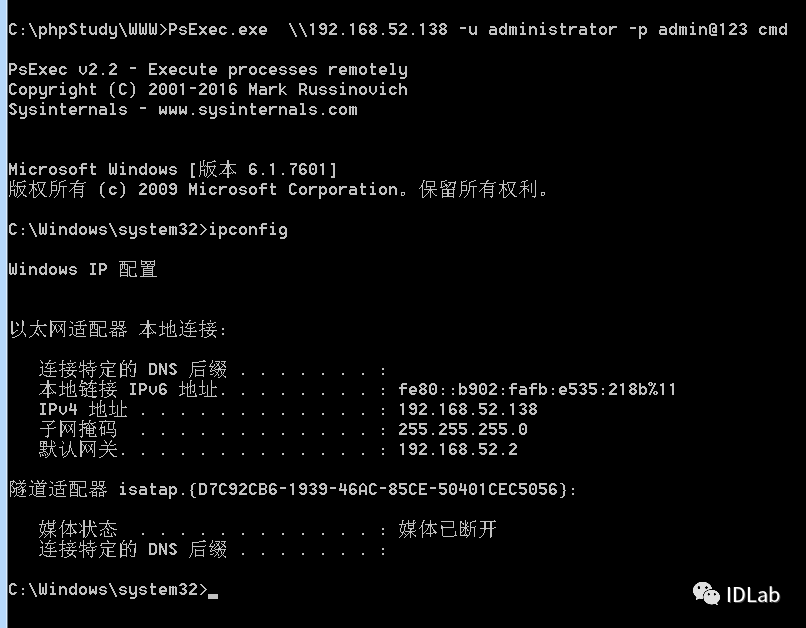 C:\phpStudy\WWW>PsExec.exe  \\192.168.52.138 -u administrator -p admin@123 cmd
PsExec v2.2 - Execute processes remotely
Copyright (C) 2001-2016 Mark Russinovich
Sysinternals - www.sysinternals.com
Microsoft Windows [版本 6.1.7601]
版权所有 (c) 2009 Microsoft Corporation。保留所有权利。
C:\Windows\system32>ipconfig
Windows IP 配置
以太网适配器 本地连接:
连接特定的 DNS 后缀 . . . . . . . :
本地链接 IPv6 地址. . . . . . . . : fe80::b902:fafb:e535:218b%11
IPv4 地址 . . . . . . . . . . . . : 192.168.52.138
子网掩码  . . . . . . . . . . . . : 255.255.255.0
默认网关. . . . . . . . . . . . . : 192.168.52.2
隧道适配器 isatap.{D7C92CB6-1939-46AC-85CE-50401CEC5056}:
媒体状态  . . . . . . . . . . . . : 媒体已断开
连接特定的 DNS 后缀 . . . . . . . :
C:\Windows\system32>_
IDLab